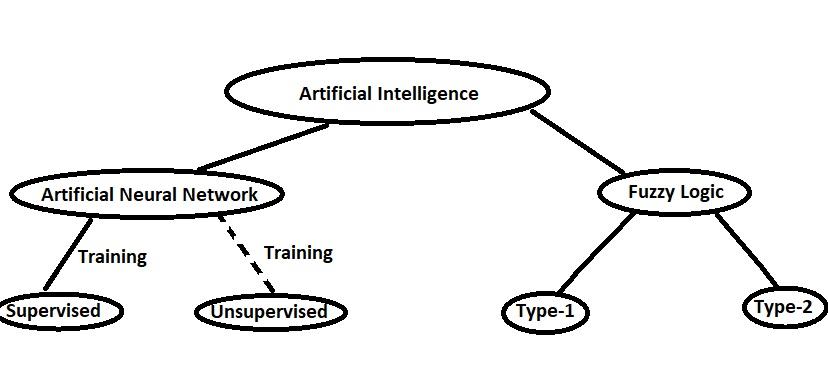 Artificial Intelligence
Artificial Neural Network
Fuzzy Logic
Training
Training
Supervised
Unsupervised
Type-1
Type-2